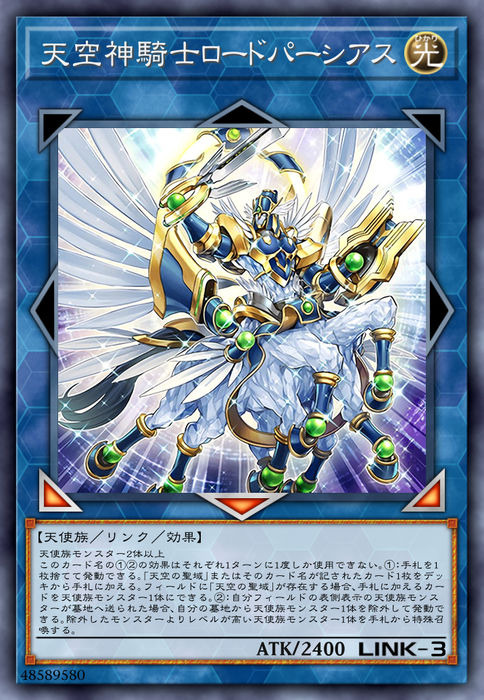 天空神騎士ロードパーシアス
ひかり
光
【天使族／リンク／効果】
天使族モンスター2体以上
このカード名の①②の効果はそれぞれ1ターンに1度しか使用できない。①:手札を1
枚捨てて発動できる。「天空の聖域」またはそのカード名が記されたカード1枚をデッ
キから手札に加える。フィールドに「天空の聖域」が存在する場合、手札に加えるカー
ドを天使族モンスター1体にできる。②:自分フィールドの表側表示の天使族モンス
ターが墓地へ送られた場合、自分の墓地から天使族モンスター1体を除外して発動で
きる。除外したモンスターよりレベルが高い天使族モンスター1体を手札から特殊召
喚する。
ATK/2400 LINK-3
48589580